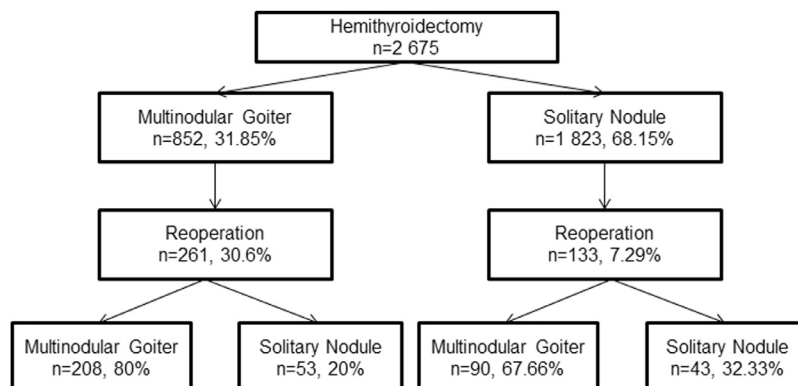 Hemithyroidectomy
n=2 675
Multinodular Goiter
n=852, 31.85%
Solitary Nodule
n=1 823, 68.15%
Reoperation
n=261, 30.6%
Reoperation
n=133, 7.29%
Multinodular Goiter
n=208, 80%
Solitary Nodule
n=53, 20%
Multinodular Goiter
n=90, 67.66%
Solitary Nodule
n=43, 32.33%